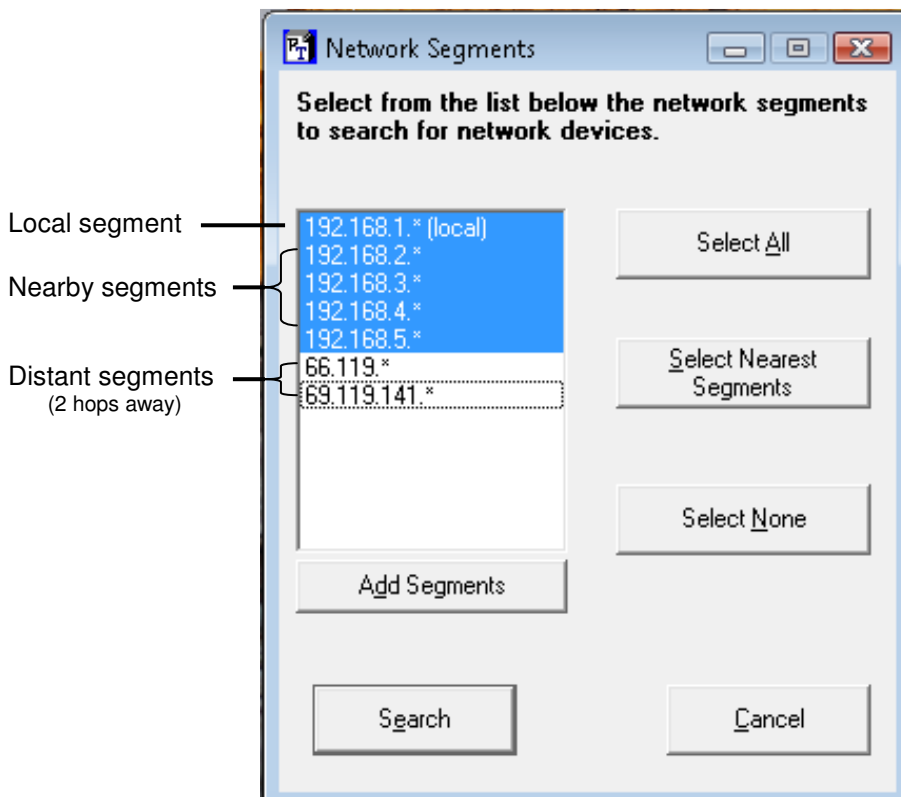 PT Network Segments
Select from the list below the network segments
to search for network devices.
Local segment
Nearby segments
Distant segments
(2 hops away)
192.168.1.* (local)
192.168.2.*
192.168.3.*
192.168.4.*
192.168.5.*
66.119.*
69.119.141.*
Select All
Select Nearest
Segments
Select None
Add Segments
Search
Cancel